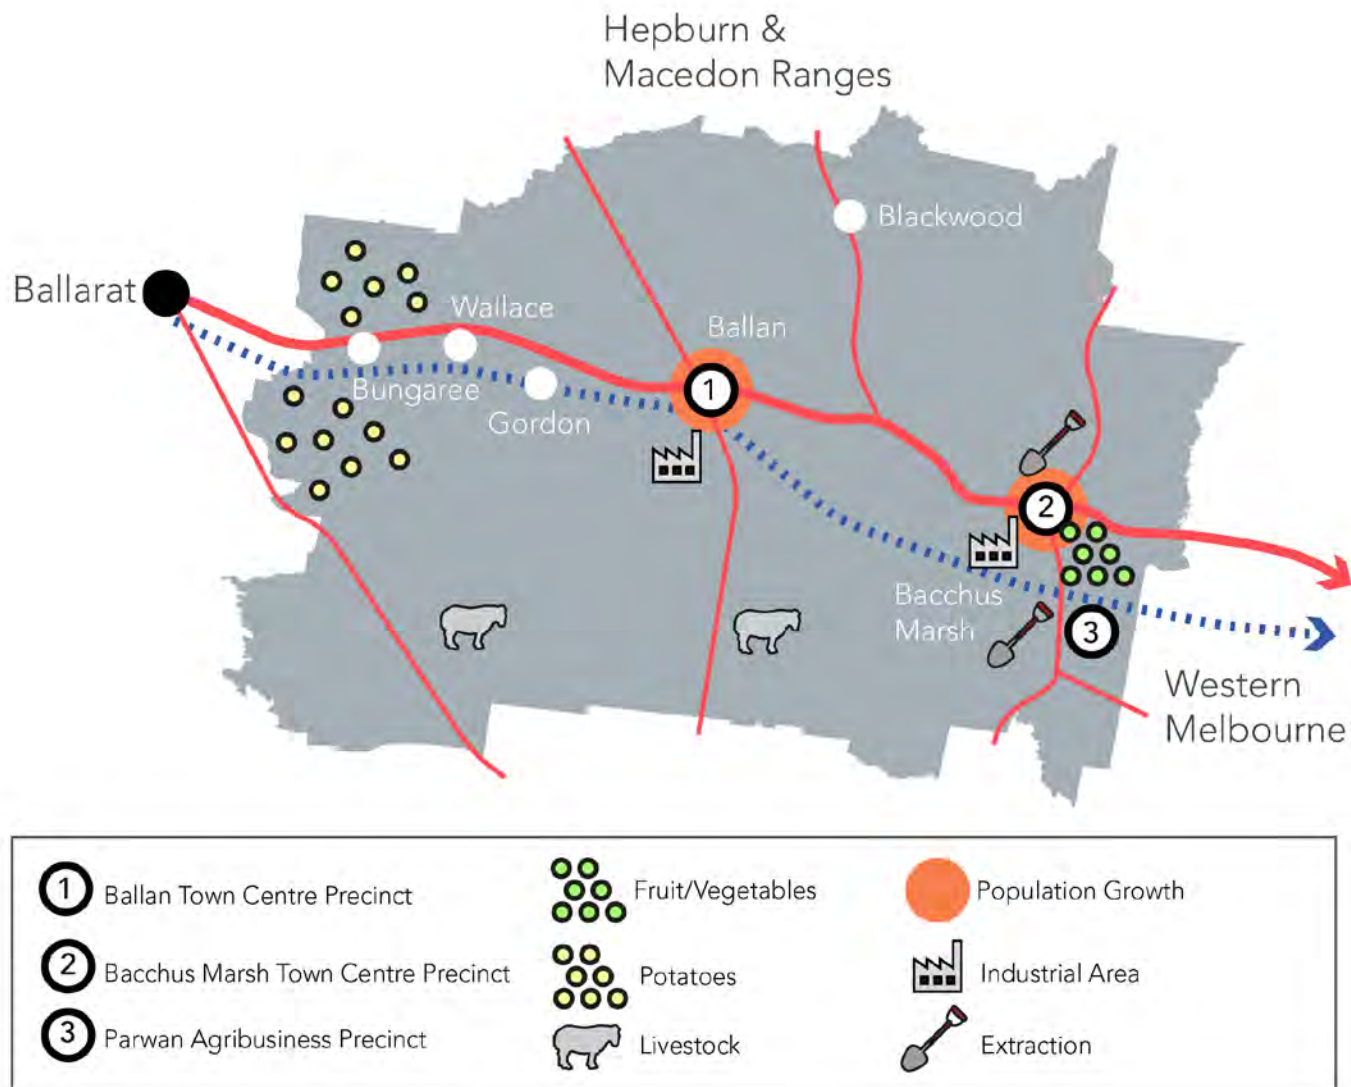 Hepburn &
Macedon Ranges
Blackwood
Ballarat
Wallace
Ballan
Bungaree
1
Gordon
2
Bacchus
Marsh
3
Western
Melbourne
1 Ballan Town Centre Precinct
2 Bacchus Marsh Town Centre Precinct
3 Parwan Agribusiness Precinct
Fruit/Vegetables
Potatoes
Livestock
Population Growth
Industrial Area
Extraction